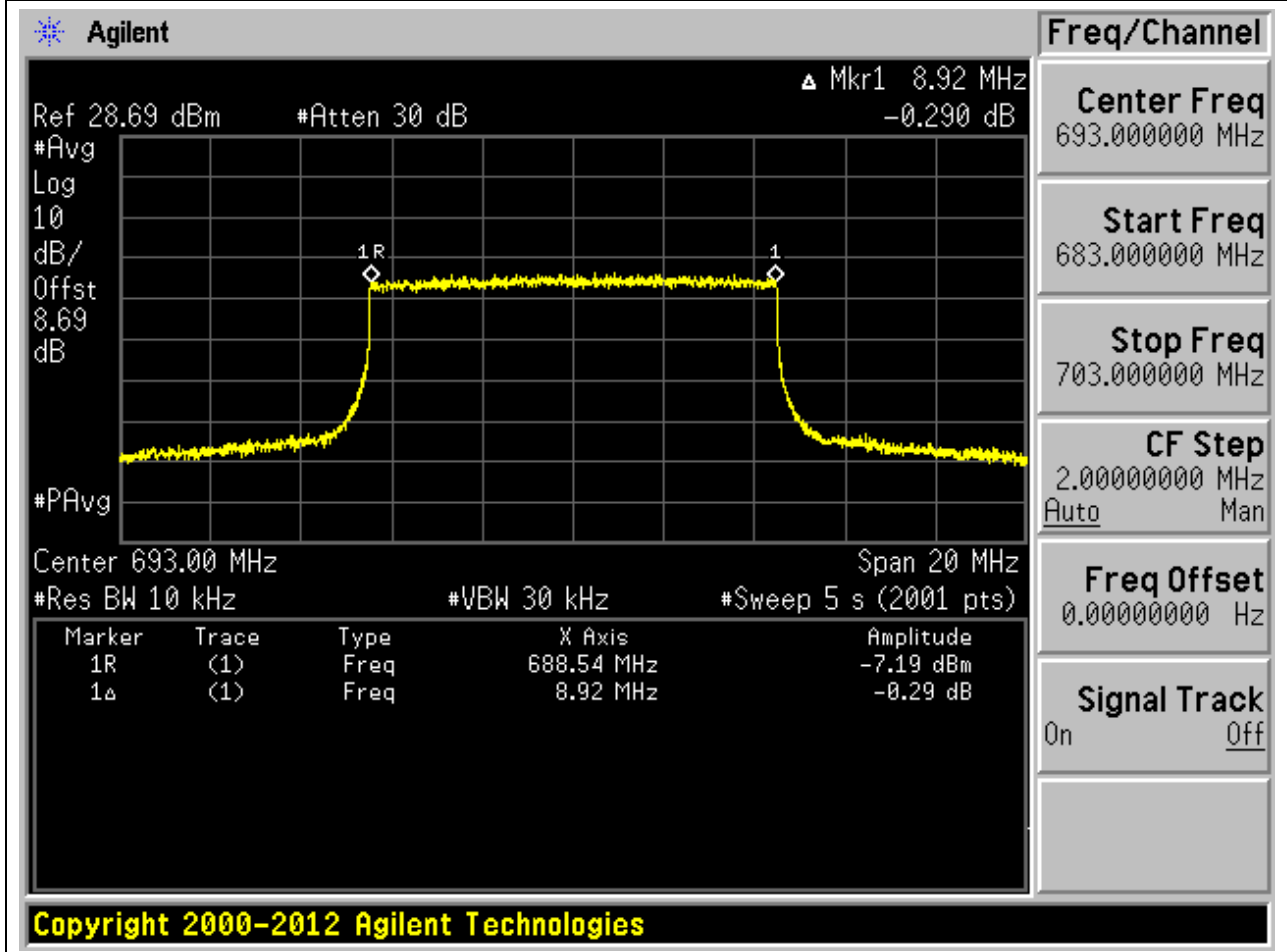 Agilent
Freq/Channel
▵ Mkr1 8.92 MHz
Ref 28.69 dBm #Atten 30 dB -0.290 dB
#Avg
Log
10
dB/
Offst
8.69
dB
1R 1
#PAvg
Center 693.00 MHz Span 20 MHz
#Res BW 10 kHz #VBW 30 kHz #Sweep 5 s (2001 pts)
Marker Trace Type X Axis Amplitude
1R (1) Freq 688.54 MHz -7.19 dBm
1▵ (1) Freq 8.92 MHz -0.29 dB
Center Freq
693.000000 MHz
Start Freq
683.000000 MHz
Stop Freq
703.000000 MHz
CF Step
2.00000000 MHz
Auto Man
Freq Offset
0.00000000 Hz
Signal Track
On Off
Copyright 2000-2012 Agilent Technologies